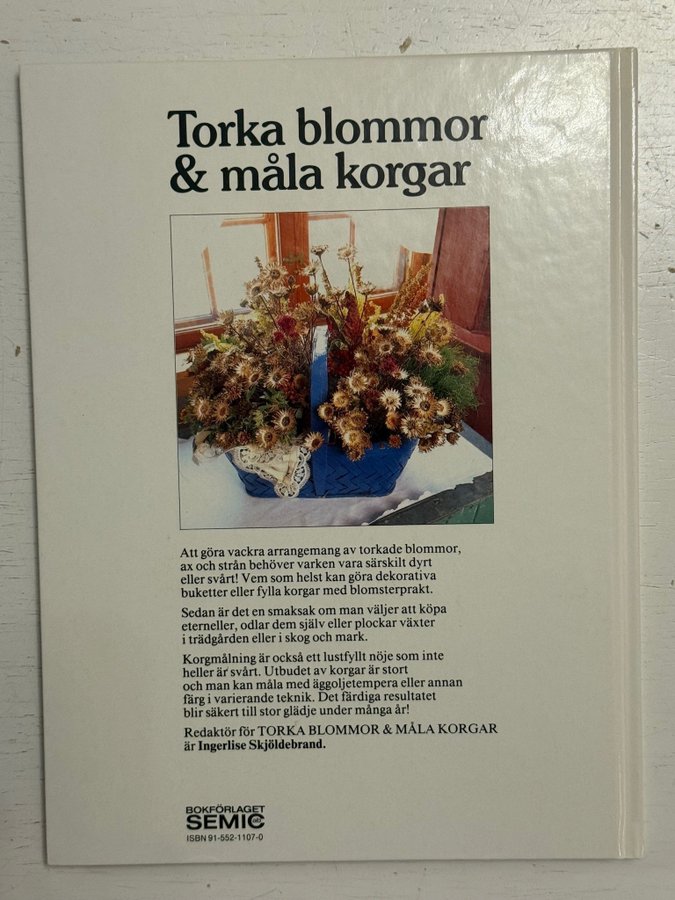 Torka blommor
& måla korgar
Att göra vackra arrangemang av torkade blommor,
ax och strån behöver varken vara särskilt dyrt
eller svårt! Vem som helst kan göra dekorativa
buketter eller fylla korgar med blomsterprakt.
Sedan är det en smaksak om man väljer att köpa
eterneller, odlar dem själv eller plockar växter
i trädgården eller i skog och mark.
Korgmålning är också ett lustfyllt nöje som inte
heller är svårt. Utbudet av korgar är stort
och man kan måla med äggoljetempera eller annan
färg i varierande teknik. Det färdiga resultatet
blir säkert till stor glädje under många år!
Redaktör för TORKA BLOMMOR & MÅLA KORGAR
är Ingerlise Skjöldebrand.
BOKFÖRLAGET
SEMIC
ISBN 91-552-1107-0